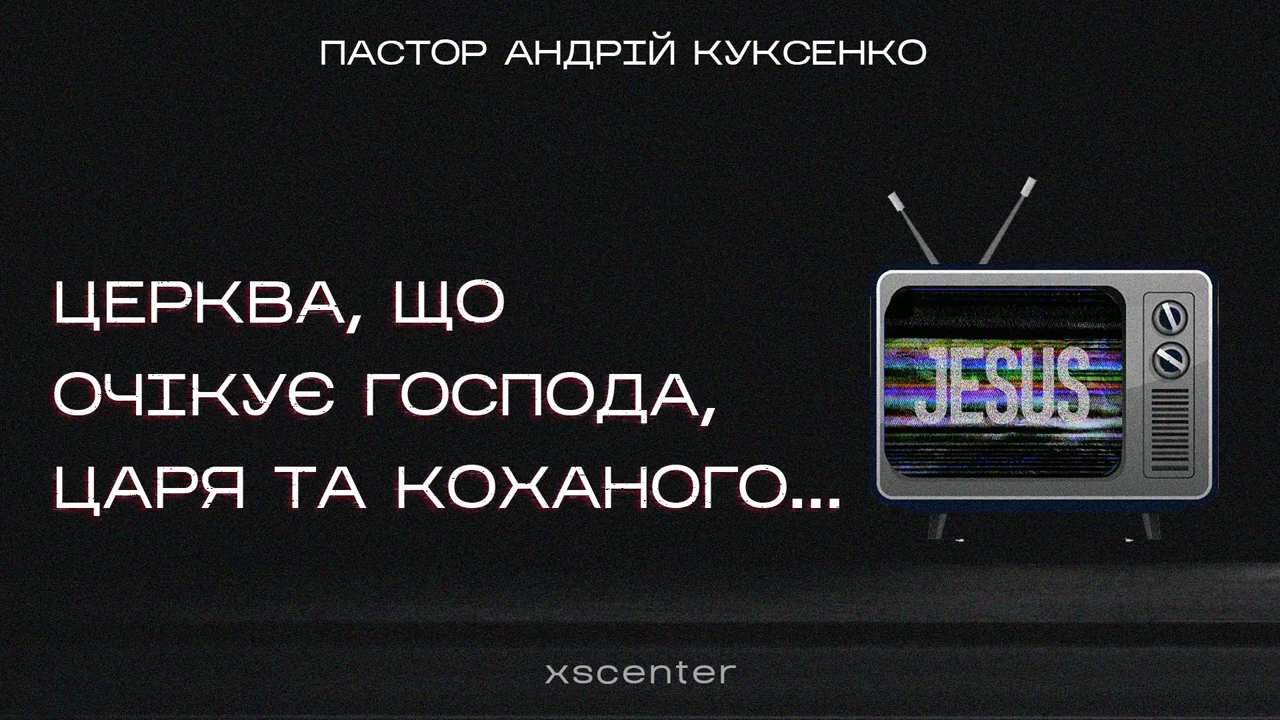 ПАСТОР АНДРІЙ КУКСЕНКО
ЦЕРКВА, ЩО
ОЧІКУЄ ГОСПОДА,
ЦАРЯ ТА КОХАНОГО...
JESUS
xscenter